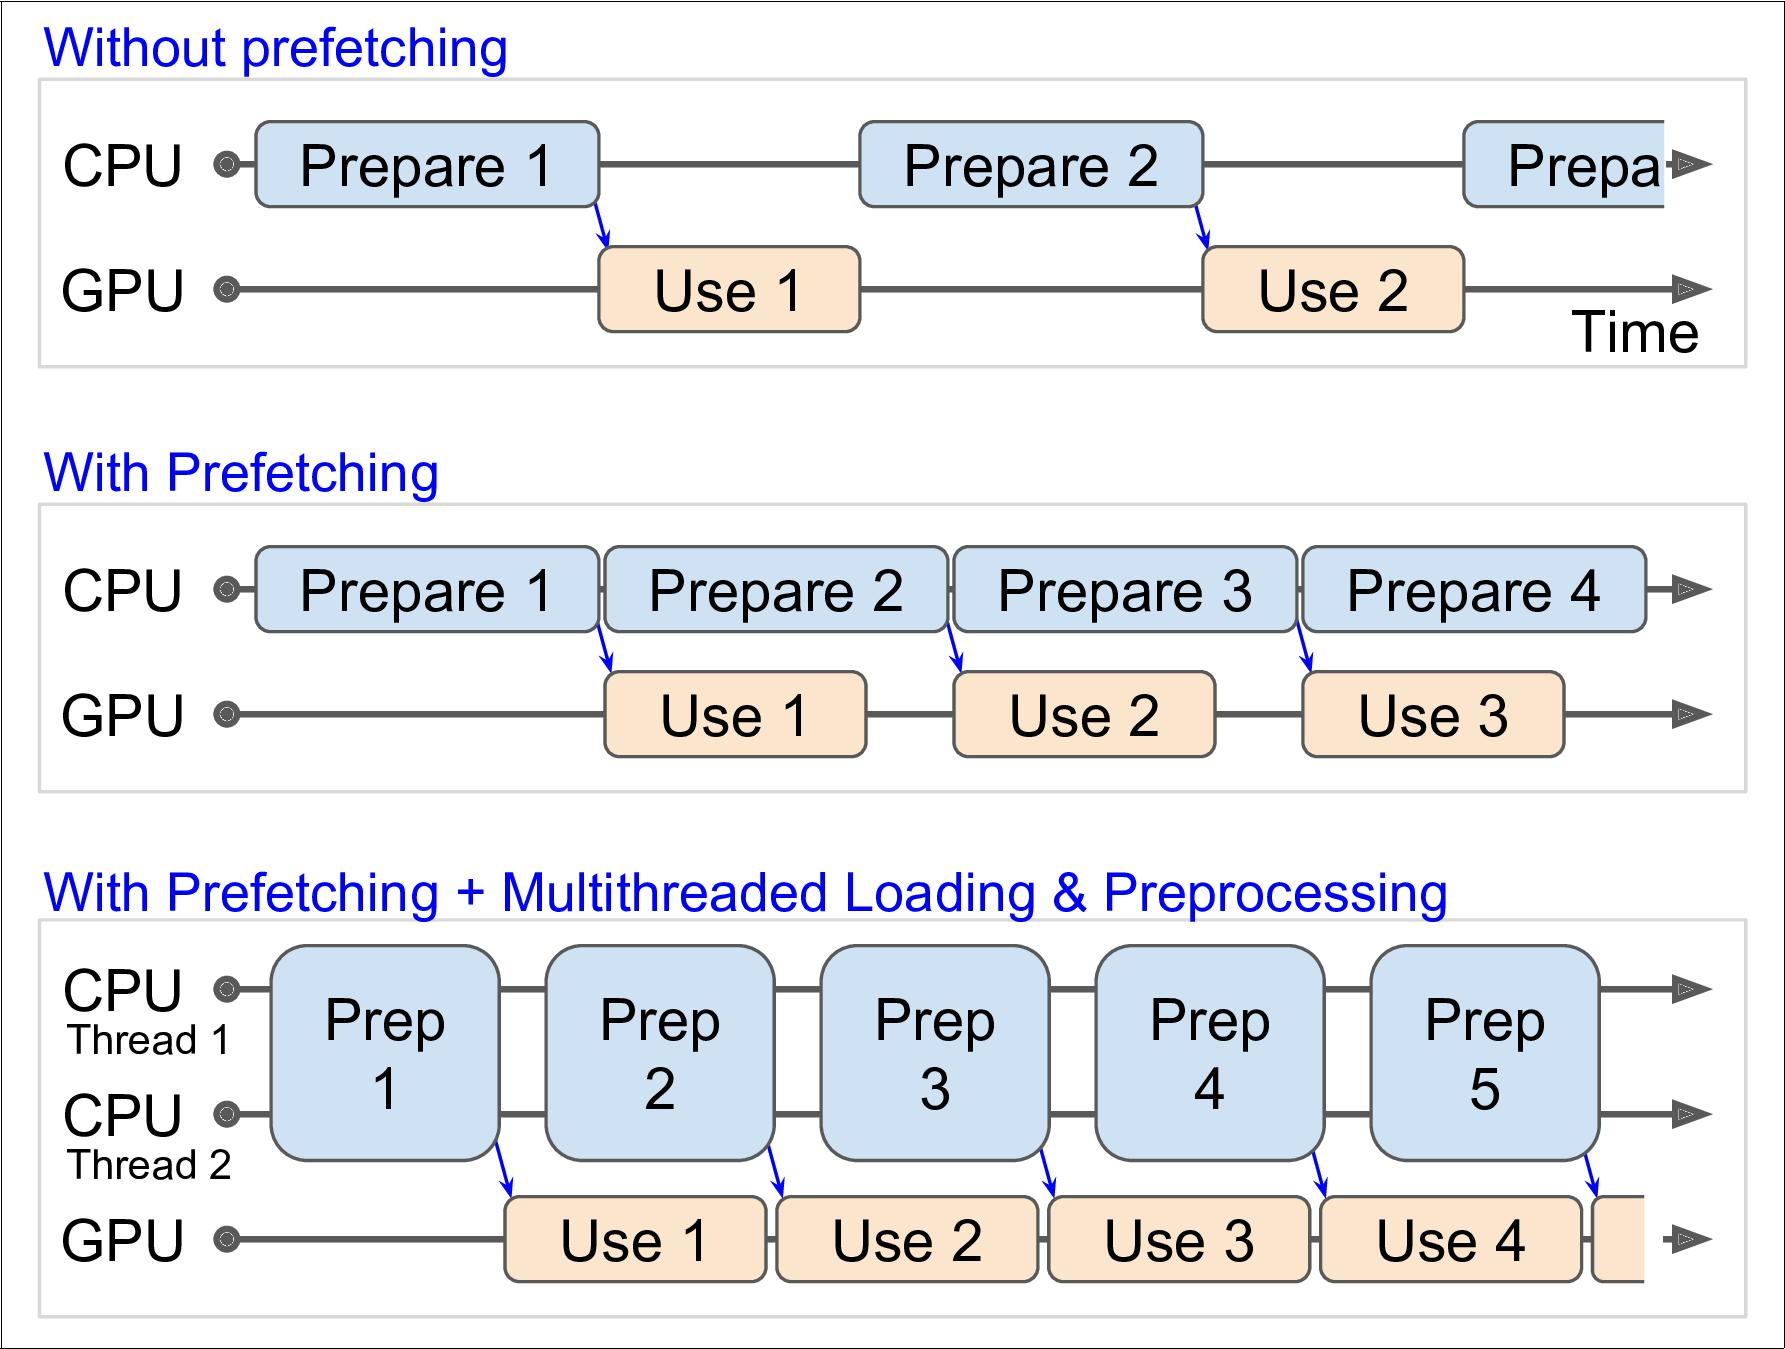 Without prefetching
CPU
Prepare 1
Prepare 2
Prepa
GPU
Use 1
Use 2
Time
With Prefetching
CPU
Prepare 1
Prepare 2
Prepare 3
Prepare 4
GPU
Use 1
Use 2
Use 3
With Prefetching + Multithreaded Loading & Preprocessing
CPU
Thread 1
CPU
Thread 2
Prep
1
Prep
2
Prep
3
Prep
4
Prep
5
GPU
Use 1
Use 2
Use 3
Use 4